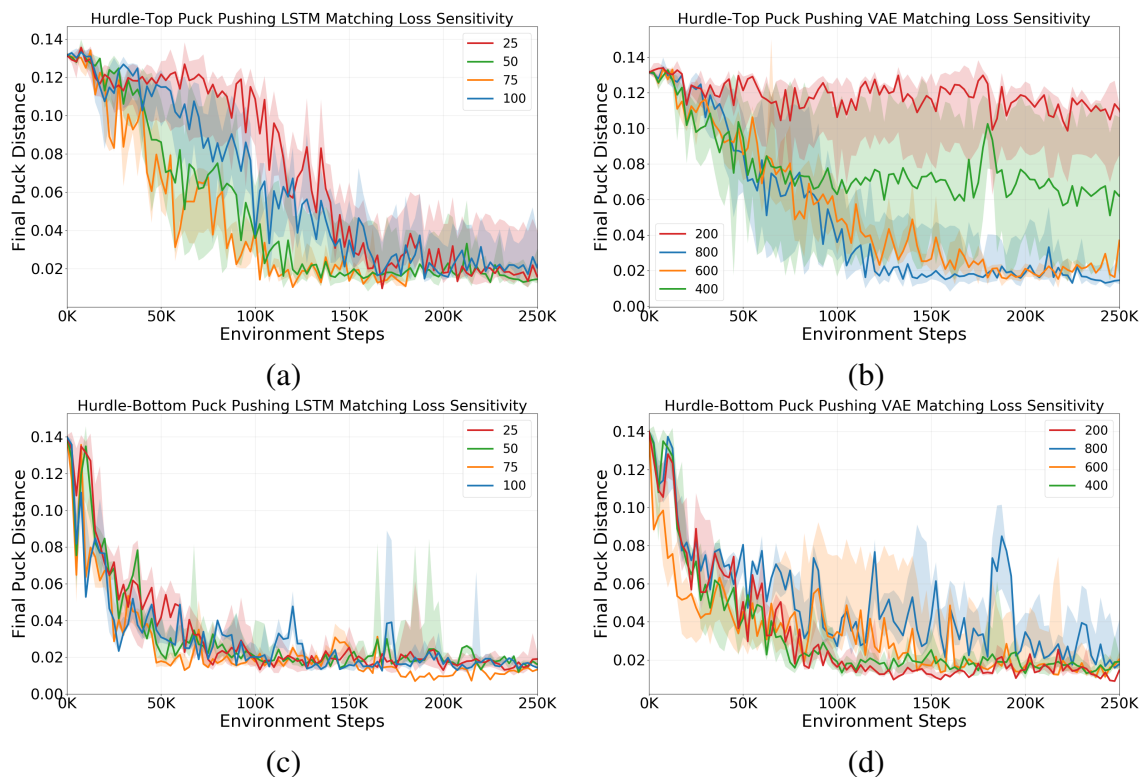 Hurdle-Top Puck Pushing LSTM Matching Loss Sensitivity
Final Puck Distance
0.14
0.12
0.10
0.08
0.06
0.04
0.02
25
50
75
100
0K
50K
100K
150K
200K
250K
Environment Steps
(a)
Hurdle-Top Puck Pushing VAE Matching Loss Sensitivity
Final Puck Distance
0.14
0.12
0.10
0.08
0.06
0.04
0.02
0.00
200
800
600
400
0K
50K
100K
150K
200K
250K
Environment Steps
(b)
Hurdle-Bottom Puck Pushing LSTM Matching Loss Sensitivity
Final Puck Distance
0.14
0.12
0.10
0.08
0.06
0.04
0.02
0.00
25
50
75
100
0K
50K
100K
150K
200K
250K
Environment Steps
(c)
Hurdle-Bottom Puck Pushing VAE Matching Loss Sensitivity
Final Puck Distance
0.14
0.12
0.10
0.08
0.06
0.04
0.02
200
800
600
400
0K
50K
100K
150K
200K
250K
Environment Steps
(d)